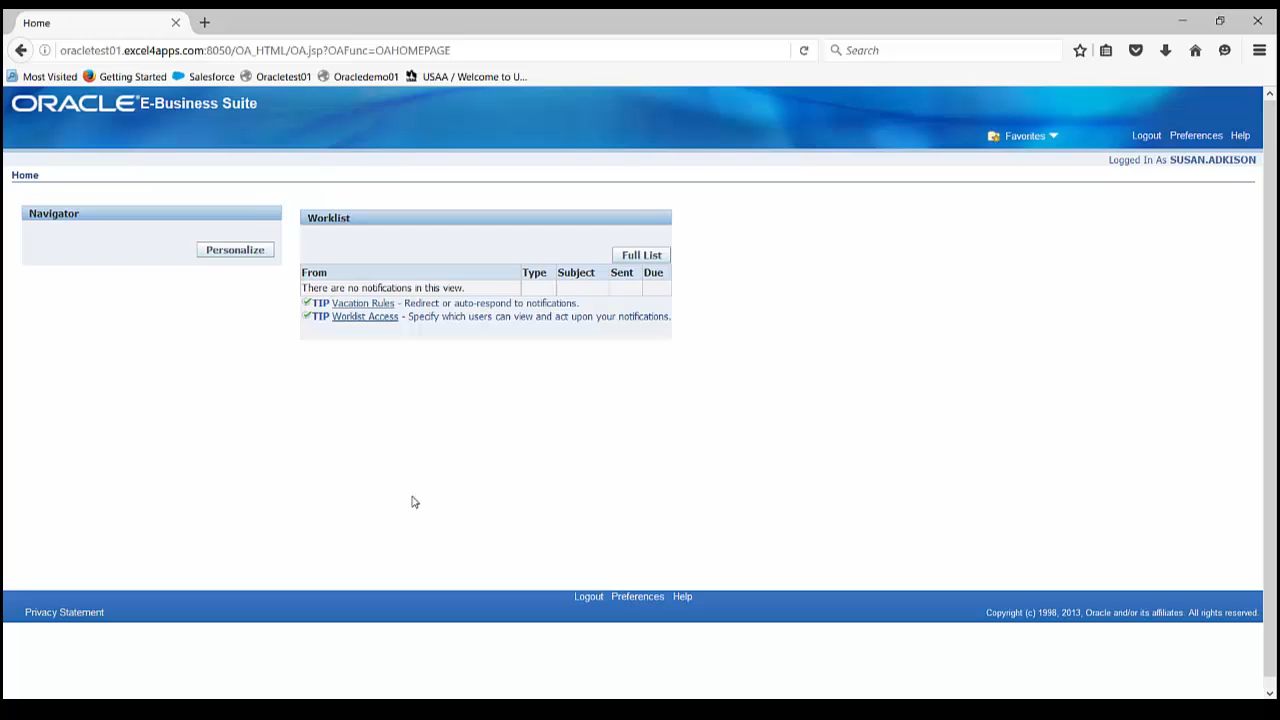 Home
oracletest01.excel4apps.com:8050/OA_HTML/OA.jsp?OAFunc=OAHOMEPAGE
Search
Most Visited Getting Started Salesforce Oracletest01 Oracledemo01 USAA / Welcome to U...
ORACLE® E-Business Suite
Favorites Logout Preferences Help
Logged In As SUSAN.ADKISON
Home
Navigator
Personalize
Worklist
Full List
From Type Subject Sent Due
There are no notifications in this view.
TIP Vacation Rules - Redirect or auto-respond to notifications.
TIP Worklist Access - Specify which users can view and act upon your notifications.
Logout Preferences Help
Privacy Statement Copyright (c) 1998, 2013, Oracle and/or its affiliates. All rights reserved.